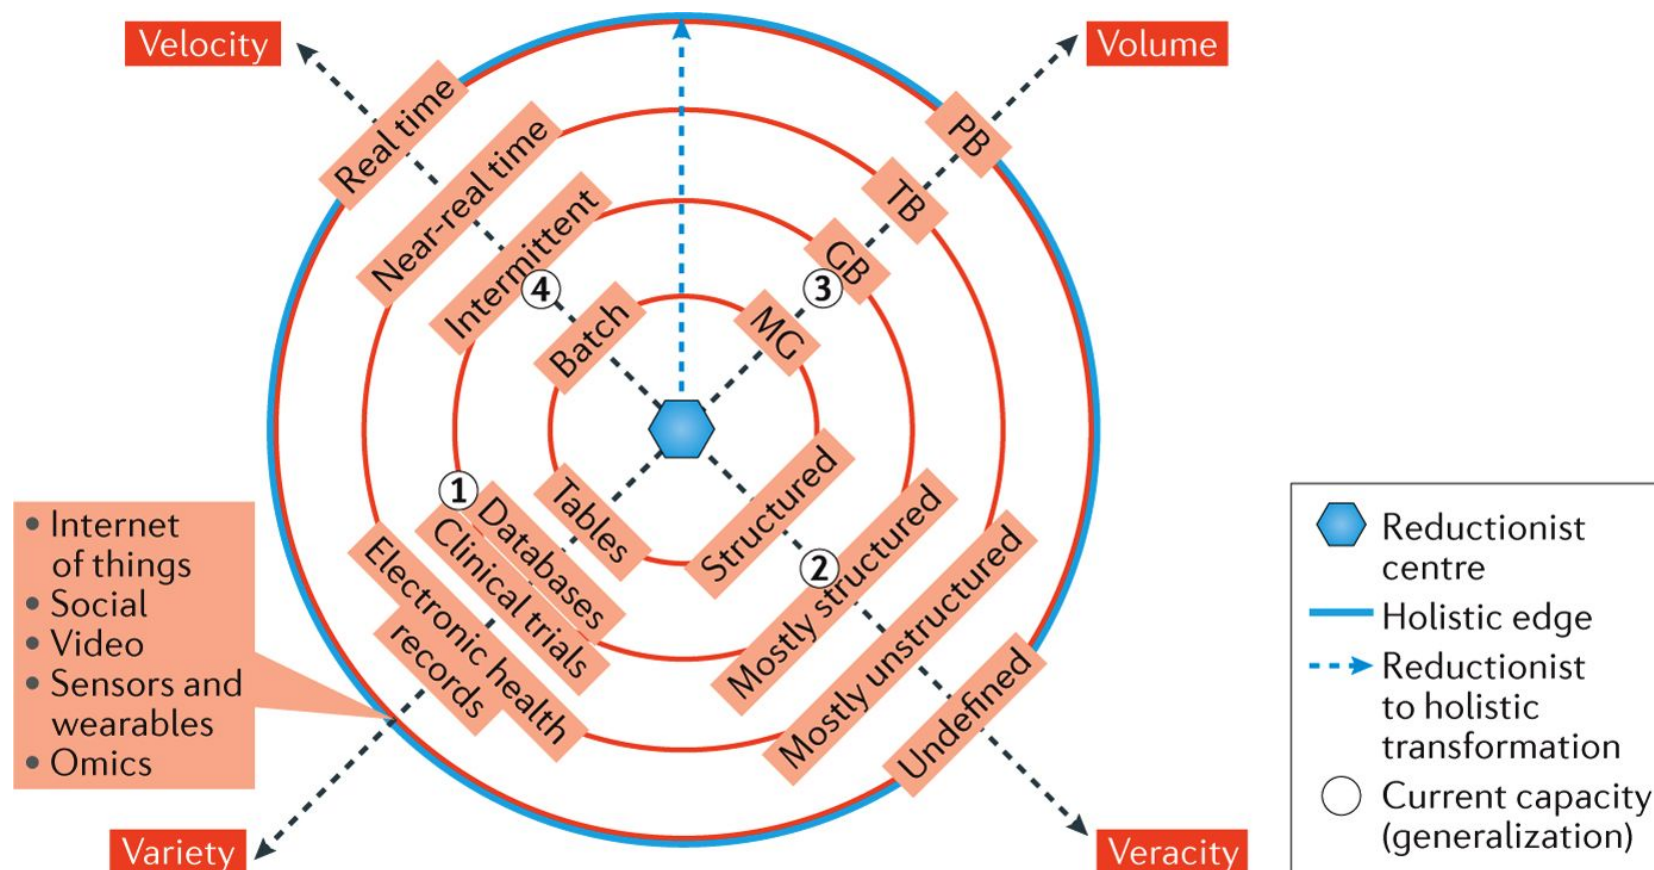 Velocity
Volume
Real time
Near-real time
Intermittent
Batch
4
PB
TB
GB
3
MG
1
Tables
Databases
Clinical trials
Electronic health
records
Structured
2
Mostly structured
Mostly unstructured
Undefined
• Internet
of things
• Social
• Video
• Sensors and
wearables
• Omics
Variety
Veracity
Reductionist
centre
Holistic edge
Reductionist
to holistic
transformation
Current capacity
(generalization)